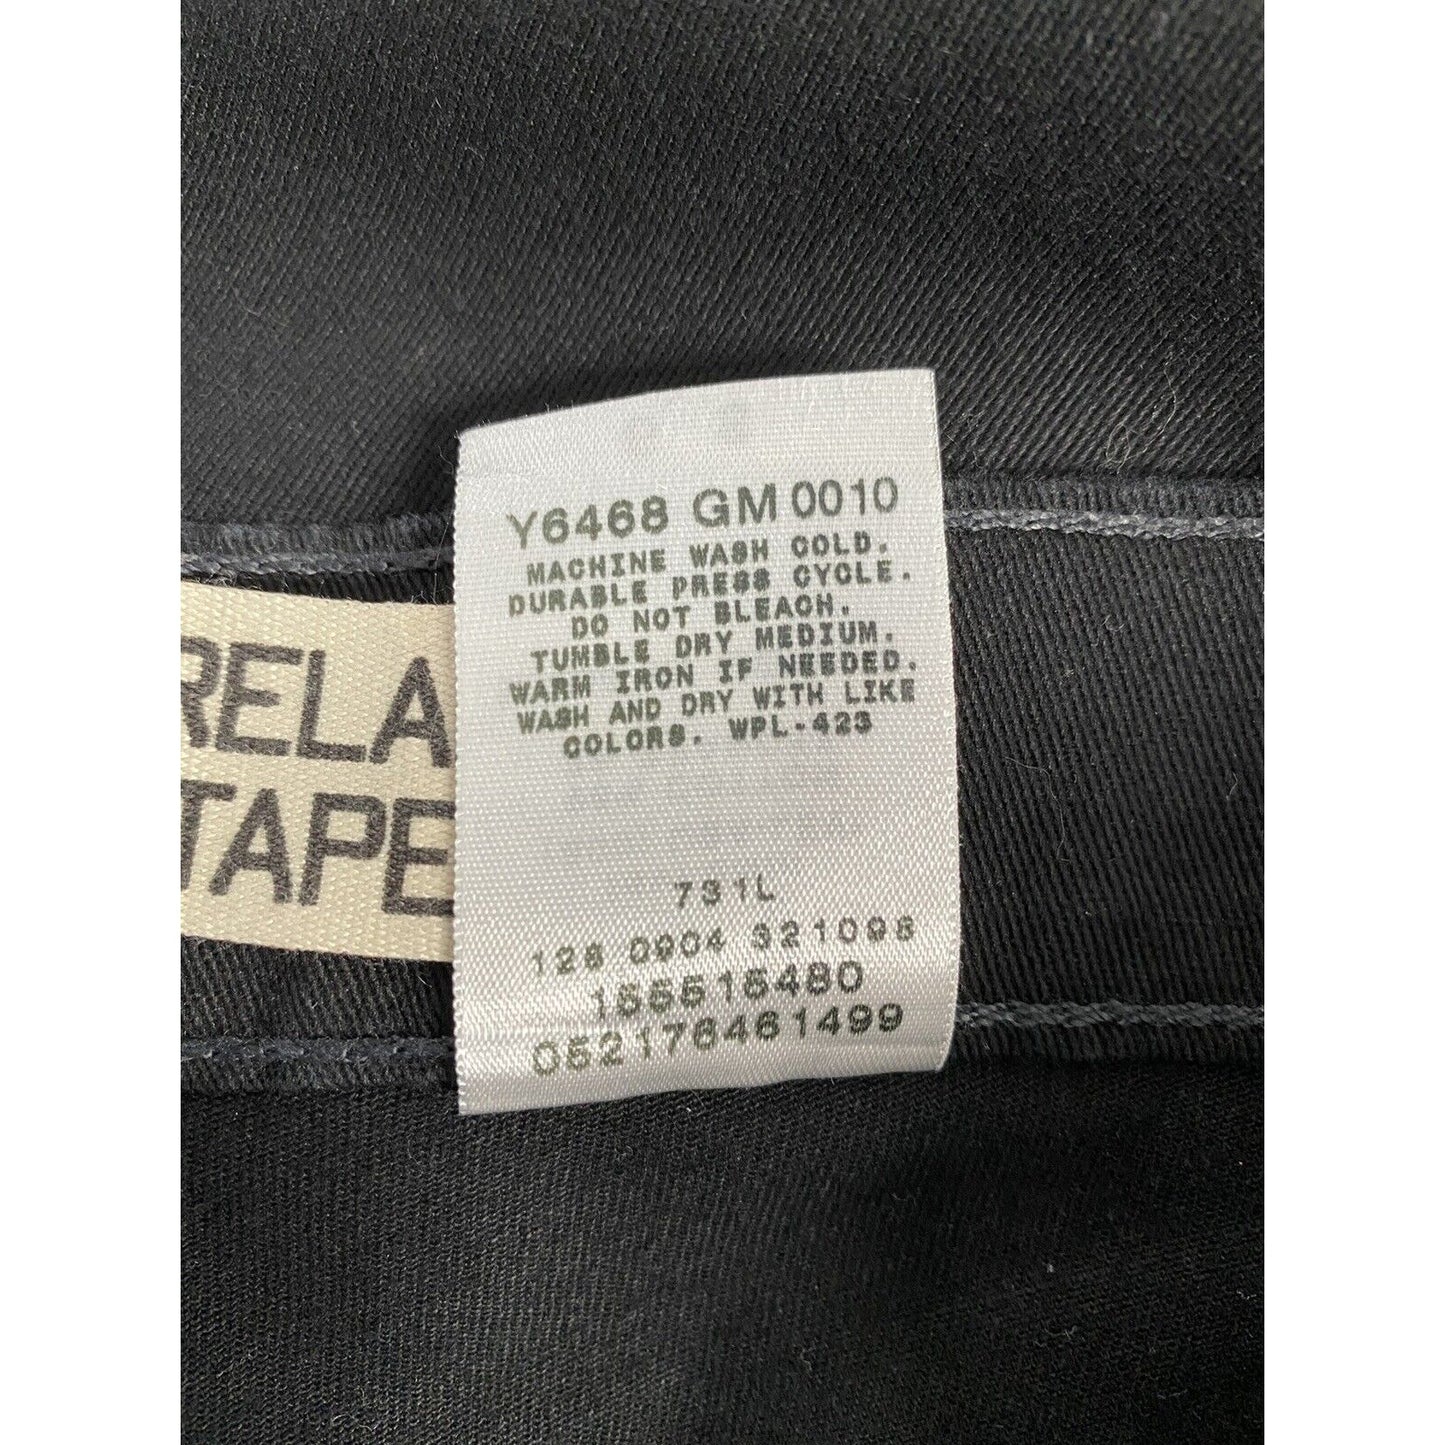 Y6468 GM 0010
MACHINE WASH COLD.
DURABLE PRESS CYCLE.
DO NOT BLEACH.
TUMBLE DRY MEDIUM.
WARM IRON IF NEEDED.
WASH AND DRY WITH LIKE
COLORS. WPL-423
RELA
TAPE
731L
128 0904 321098
155515480
052176461499